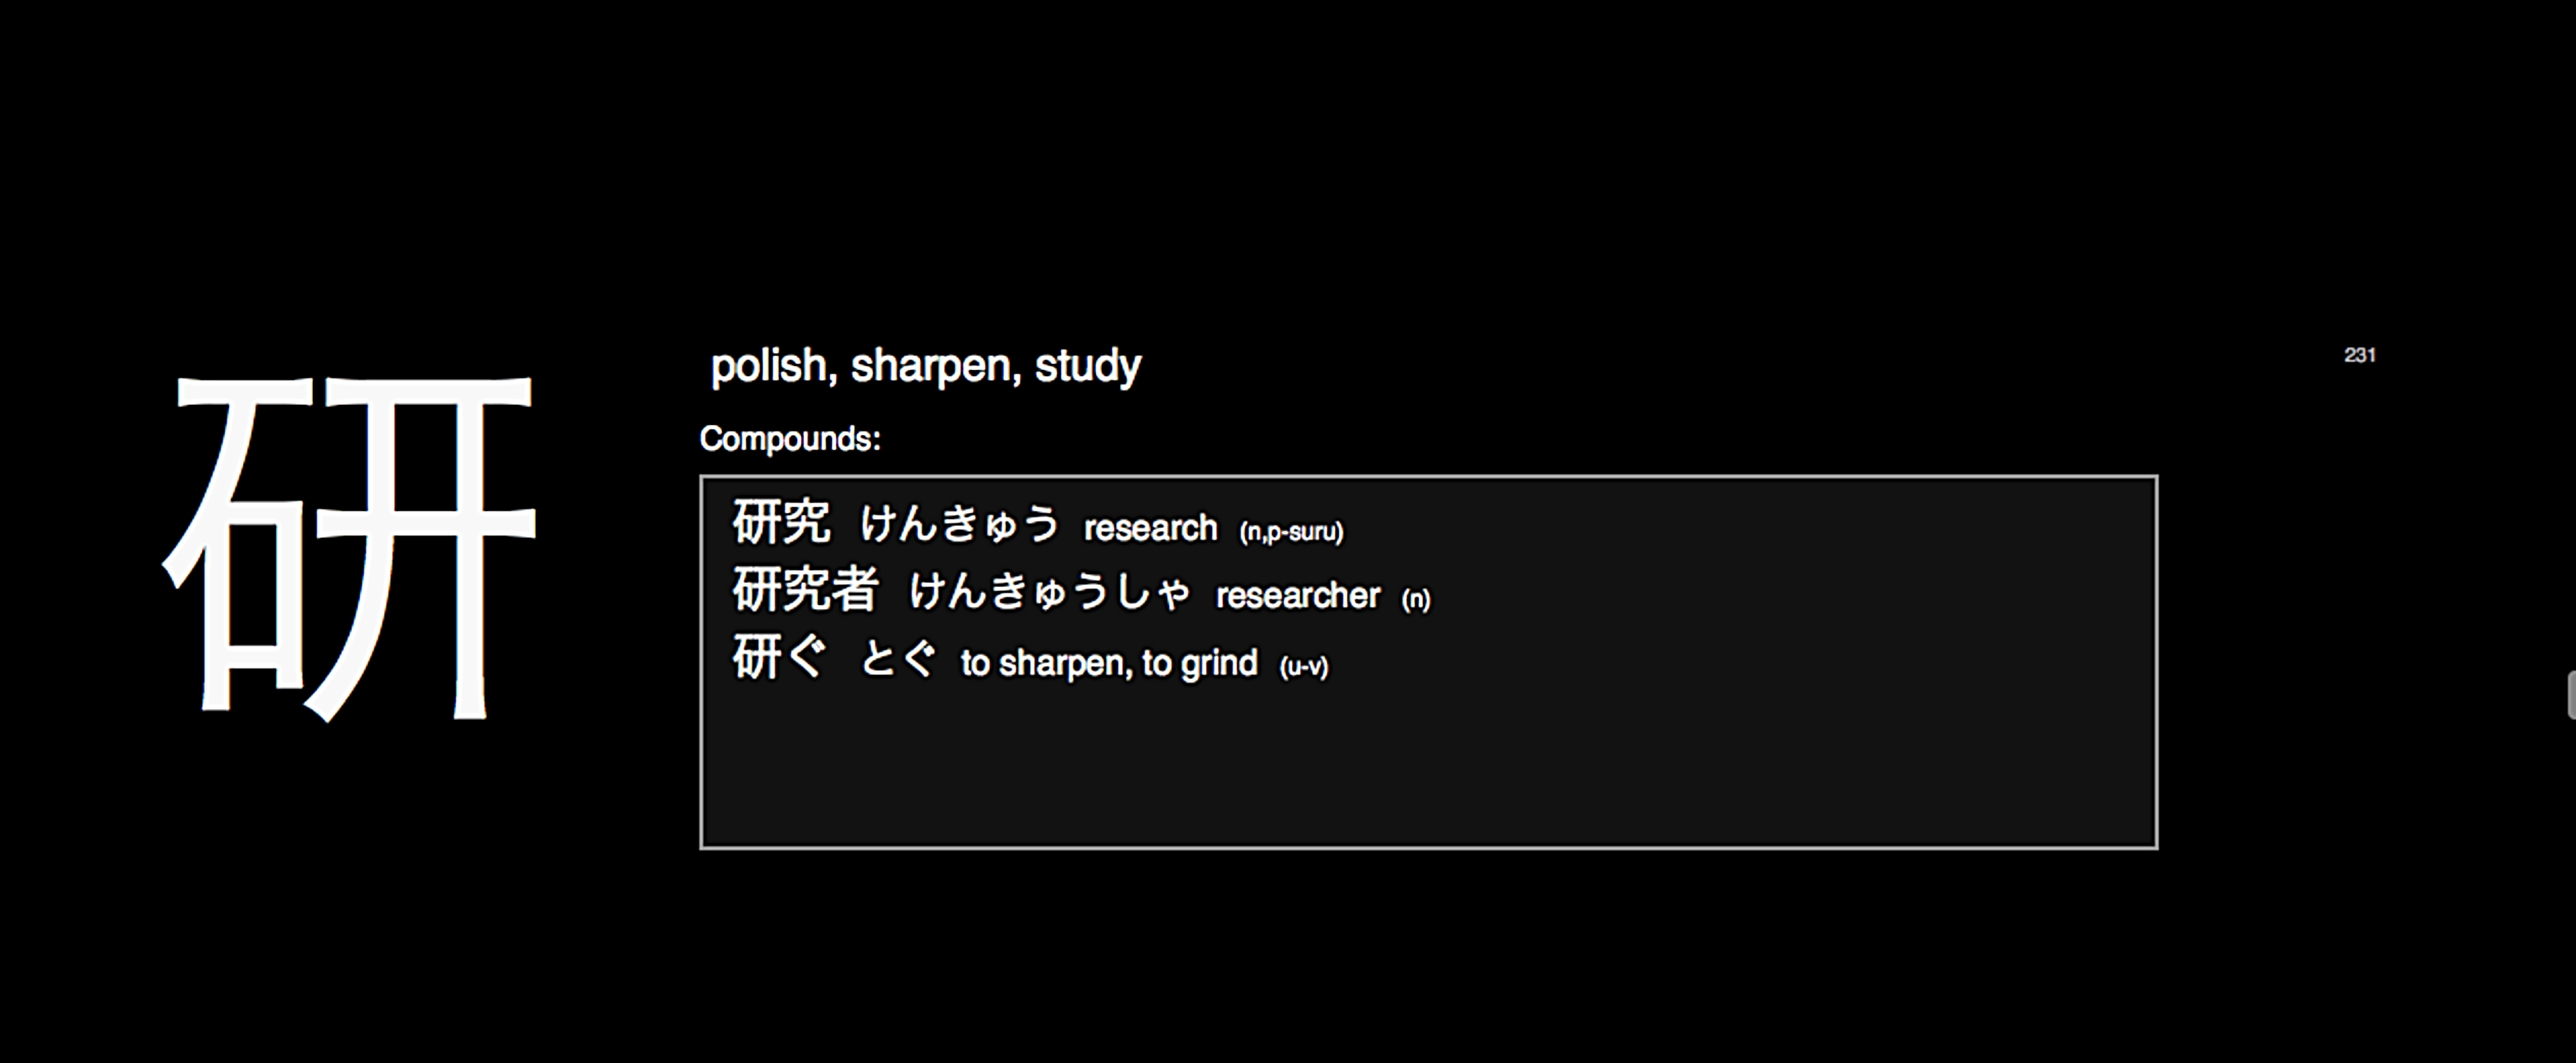 研
polish, sharpen, study
231
Compounds:
研究 けんきゅう research (n,p-suru)
研究者 けんきゅうしゃ researcher (n)
研ぐ とぐ to sharpen, to grind (u-v)